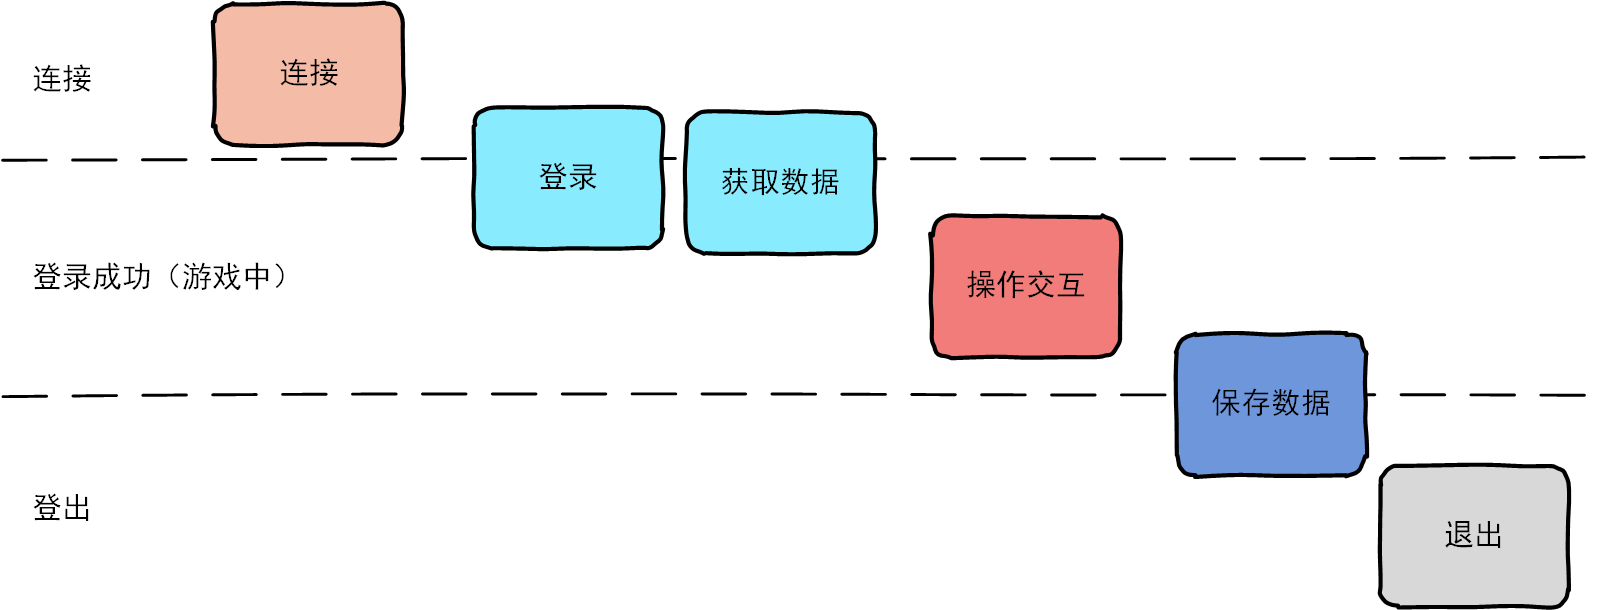 连接
连接
登录
获取数据
登录成功（游戏中）
操作交互
保存数据
登出
退出